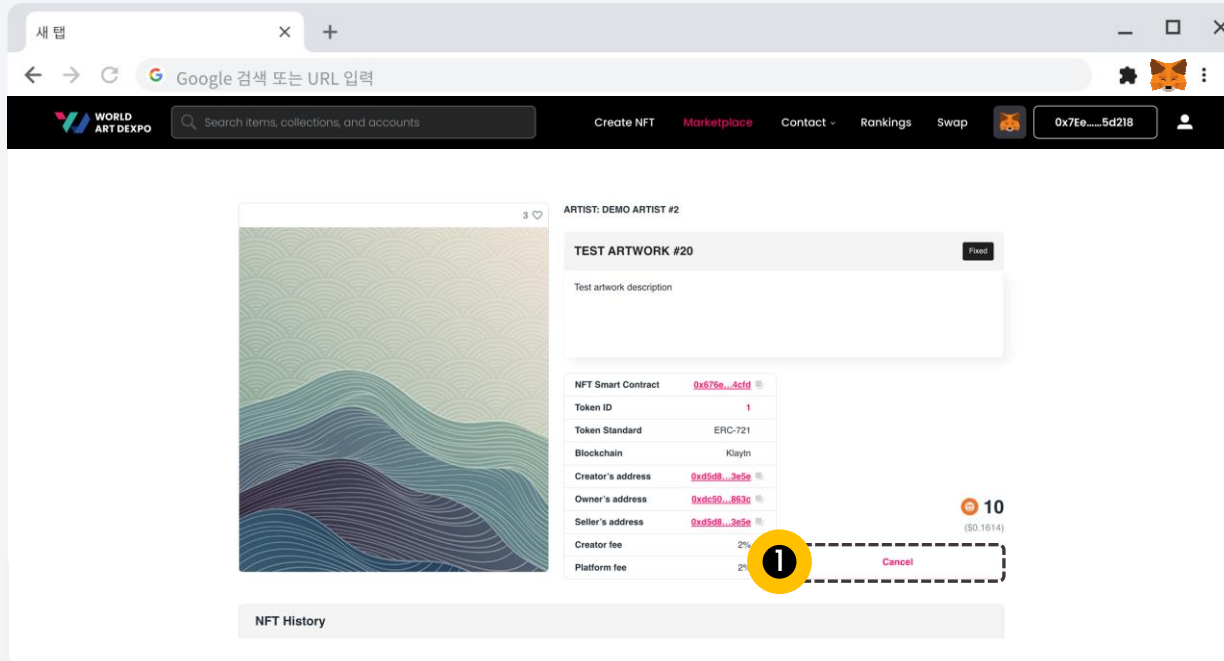 새 탭
Google 검색 또는 URL 입력
WORLD
ART DEXPO
Search items, collections, and accounts
Create NFT
Marketplace
Contact
Rankings
Swap
0x7Ee......5d218
3
ARTIST: DEMO ARTIST #2
TEST ARTWORK #20
Fixed
Test artwork description
NFT Smart Contract 0x676e...4cfd
Token ID 1
Token Standard ERC-721
Blockchain Klaytn
Creator's address 0xd5d8...3e5e
Owner's address 0xdc50...863c
Seller's address 0xd5d8...3e5e
Creator fee 2%
Platform fee 2%
10
($0.1614)
1
Cancel
NFT History